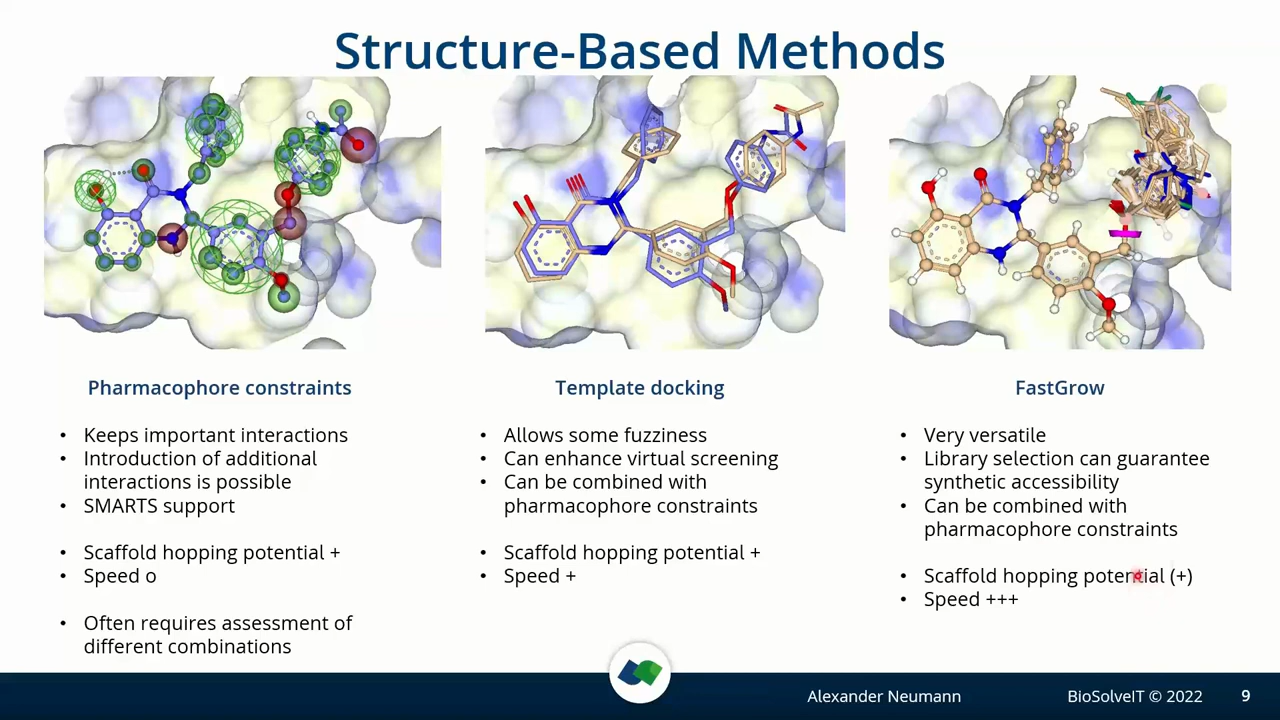 Structure-Based Methods
Pharmacophore constraints
• Keeps important interactions
• Introduction of additional
interactions is possible
• SMARTS support
• Scaffold hopping potential +
• Speed o
• Often requires assessment of
different combinations
Template docking
• Allows some fuzziness
• Can enhance virtual screening
• Can be combined with
pharmacophore constraints
• Scaffold hopping potential +
• Speed +
FastGrow
• Very versatile
• Library selection can guarantee
synthetic accessibility
• Can be combined with
pharmacophore constraints
• Scaffold hopping potential (+)
• Speed +++
Alexander Neumann
BioSolveIT © 2022
9